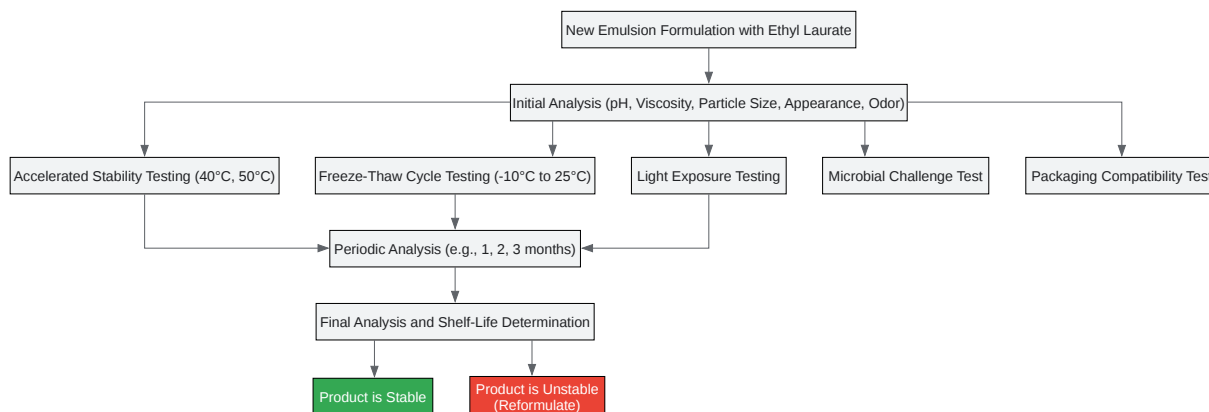 New Emulsion Formulation with Ethyl Laurate
Initial Analysis (pH, Viscosity, Particle Size, Appearance, Odor)
Accelerated Stability Testing (40°C, 50°C)
Freeze-Thaw Cycle Testing (-10°C to 25°C)
Light Exposure Testing
Microbial Challenge Test
Packaging Compatibility Test
Periodic Analysis (e.g., 1, 2, 3 months)
Final Analysis and Shelf-Life Determination
Product is Stable
Product is Unstable
(Reformulate)